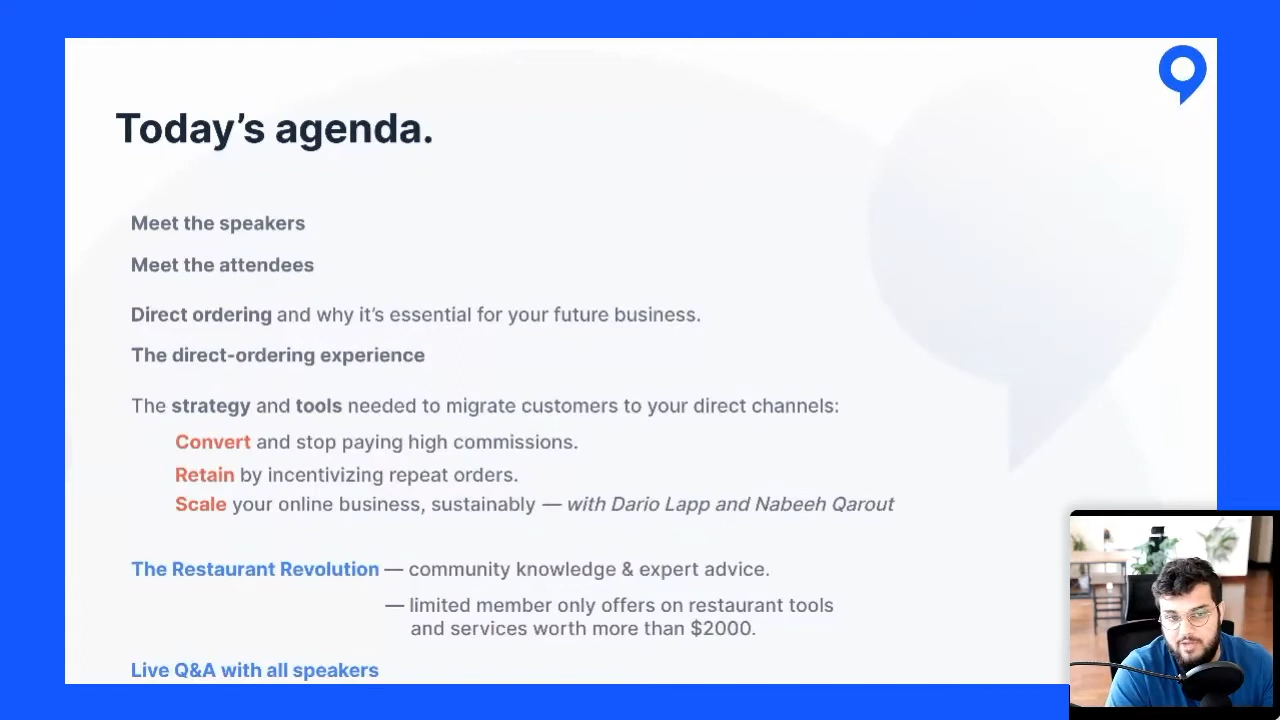 Today’s agenda.
Meet the speakers
Meet the attendees
Direct ordering and why it’s essential for your future business.
The direct-ordering experience
The strategy and tools needed to migrate customers to your direct channels:
Convert and stop paying high commissions.
Retain by incentivizing repeat orders.
Scale your online business, sustainably — with Dario Lapp and Nabeeh Qarout
The Restaurant Revolution — community knowledge & expert advice.
— limited member only offers on restaurant tools
and services worth more than $2000.
Live Q&A with all speakers